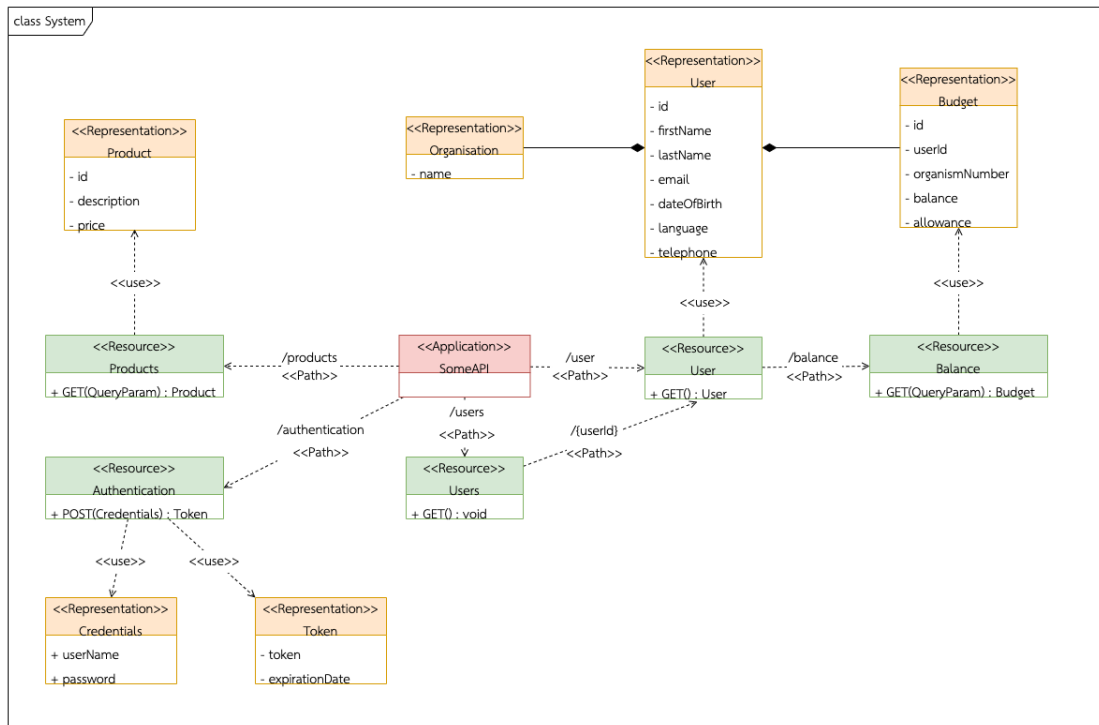 class System
<<Representation>>
User
- id
- firstName
- lastName
- email
- dateOfBirth
- language
- telephone
<<Representation>>
Budget
- id
- userId
- organismNumber
- balance
- allowance
<<Representation>>
Product
- id
- description
- price
<<Representation>>
Organisation
- name
<<use>>
<<use>>
<<use>>
<<Resource>>
Products
+ GET(QueryParam) : Product
/products
<<Path>>
<<Application>>
SomeAPI
/user
<<Path>>
<<Resource>>
User
+ GET() : User
/balance
<<Path>>
<<Resource>>
Balance
+ GET(QueryParam) : Budget
/authentication
<<Path>>
/users
<<Path>>
/{userId}
<<Path>>
<<Resource>>
Authentication
+ POST(Credentials) : Token
<<Resource>>
Users
+ GET() : void
<<use>>
<<use>>
<<Representation>>
Credentials
+ userName
+ password
<<Representation>>
Token
- token
- expirationDate